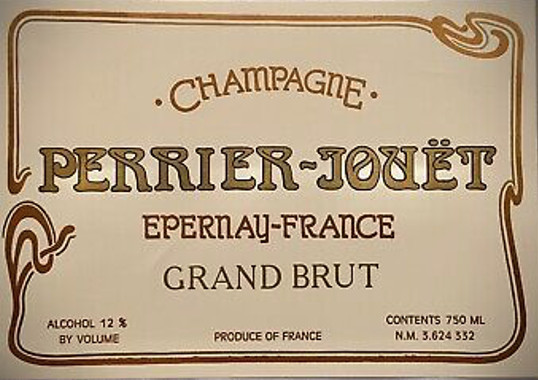 · CHAMPAGNE ·
PERRIER-JOUËT
EPERNAY-FRANCE
GRAND BRUT
ALCOHOL 12 %
BY VOLUME
PRODUCE OF FRANCE
CONTENTS 750 ML
N.M. 3.624 332